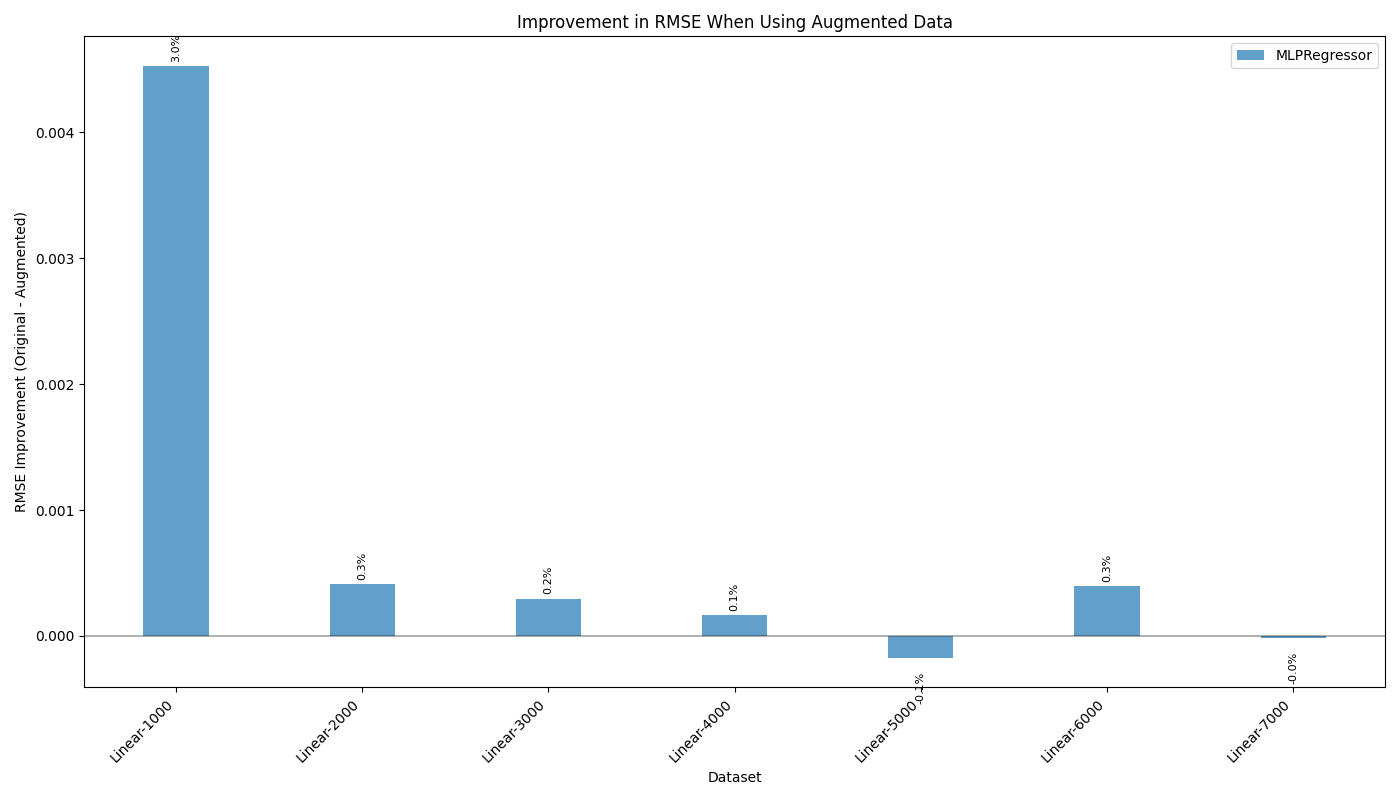 Improvement in RMSE When Using Augmented Data
MLPRegressor
RMSE Improvement (Original - Augmented)
0.004
0.003
0.002
0.001
0.000
3.0%
0.3%
0.2%
0.1%
-0.1%
0.3%
-0.0%
Linear-1000
Linear-2000
Linear-3000
Linear-4000
Linear-5000
Linear-6000
Linear-7000
Dataset